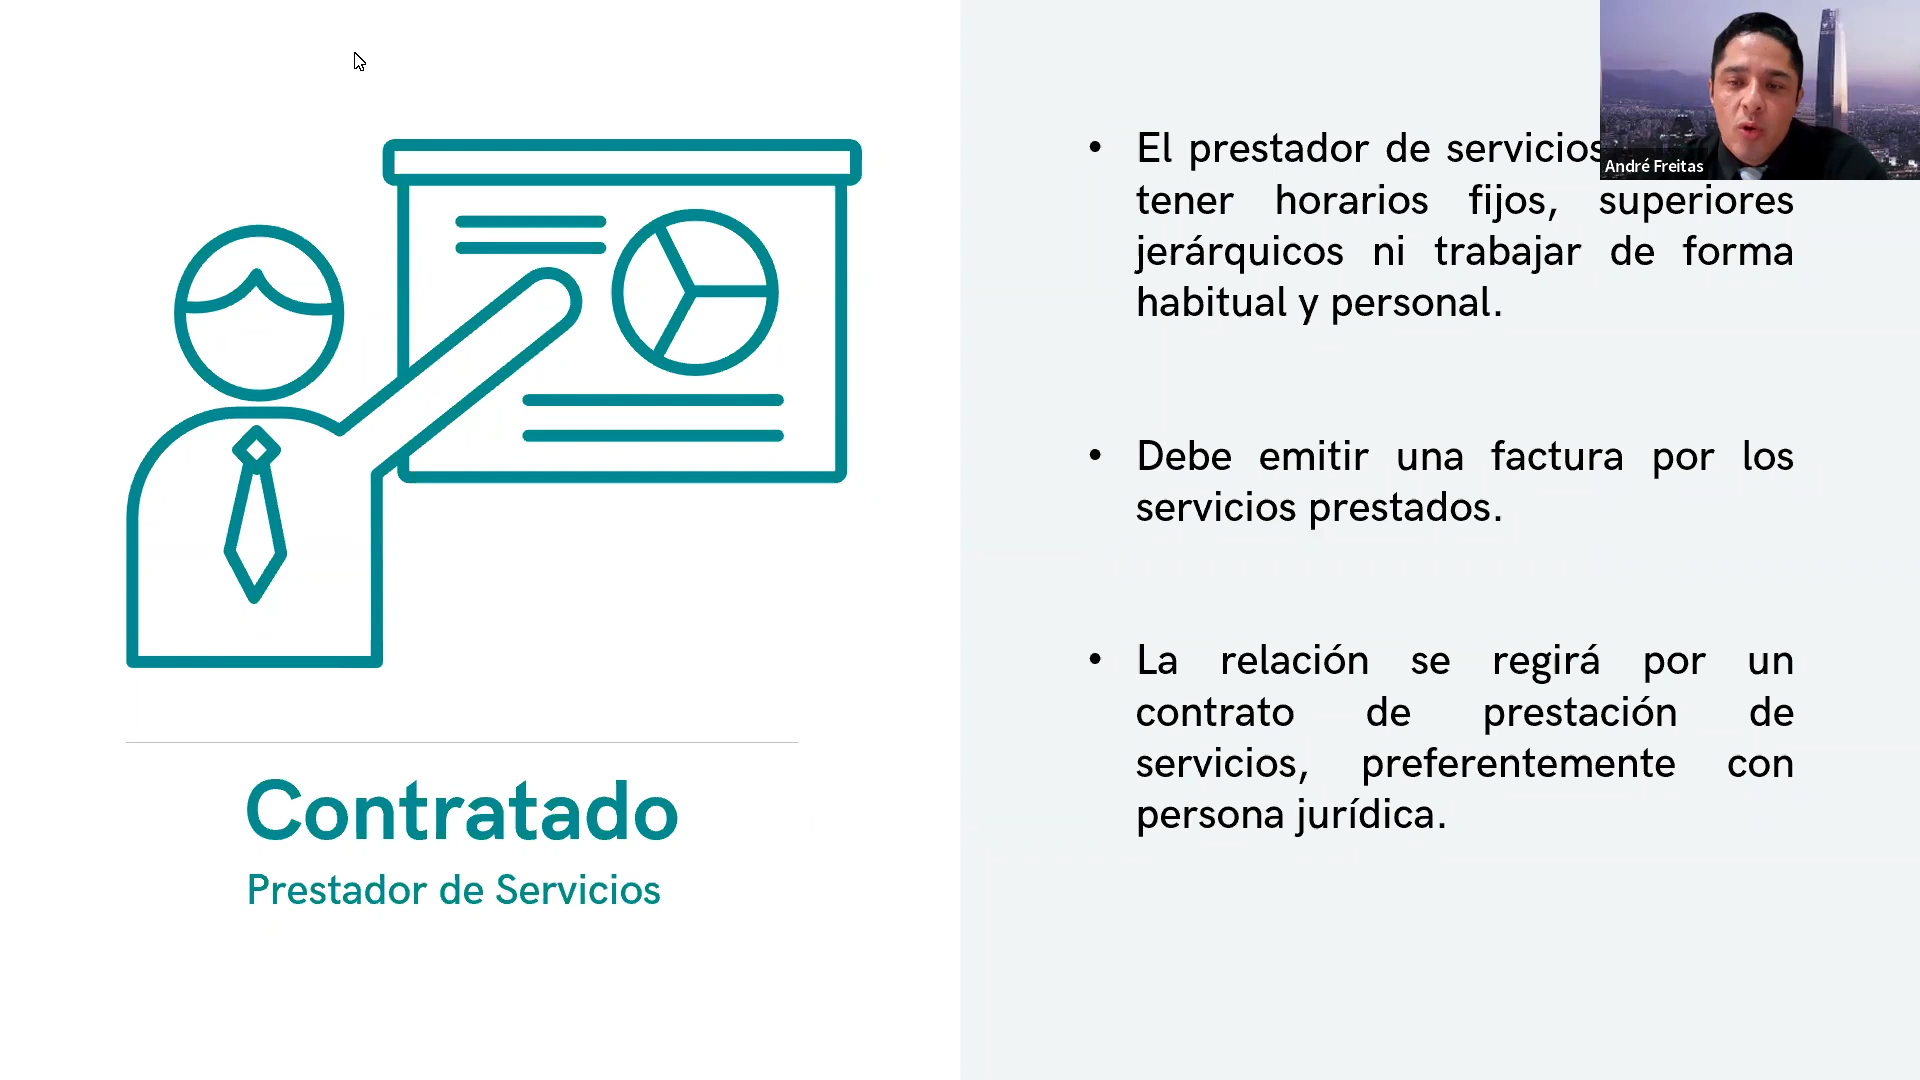 • El prestador de servicios
tener horarios fijos, superiores
jerárquicos ni trabajar de forma
habitual y personal.
• Debe emitir una factura por los
servicios prestados.
• La relación se regirá por un
contrato de prestación de
servicios, preferentemente con
persona jurídica.
Contratado
Prestador de Servicios
André Freitas